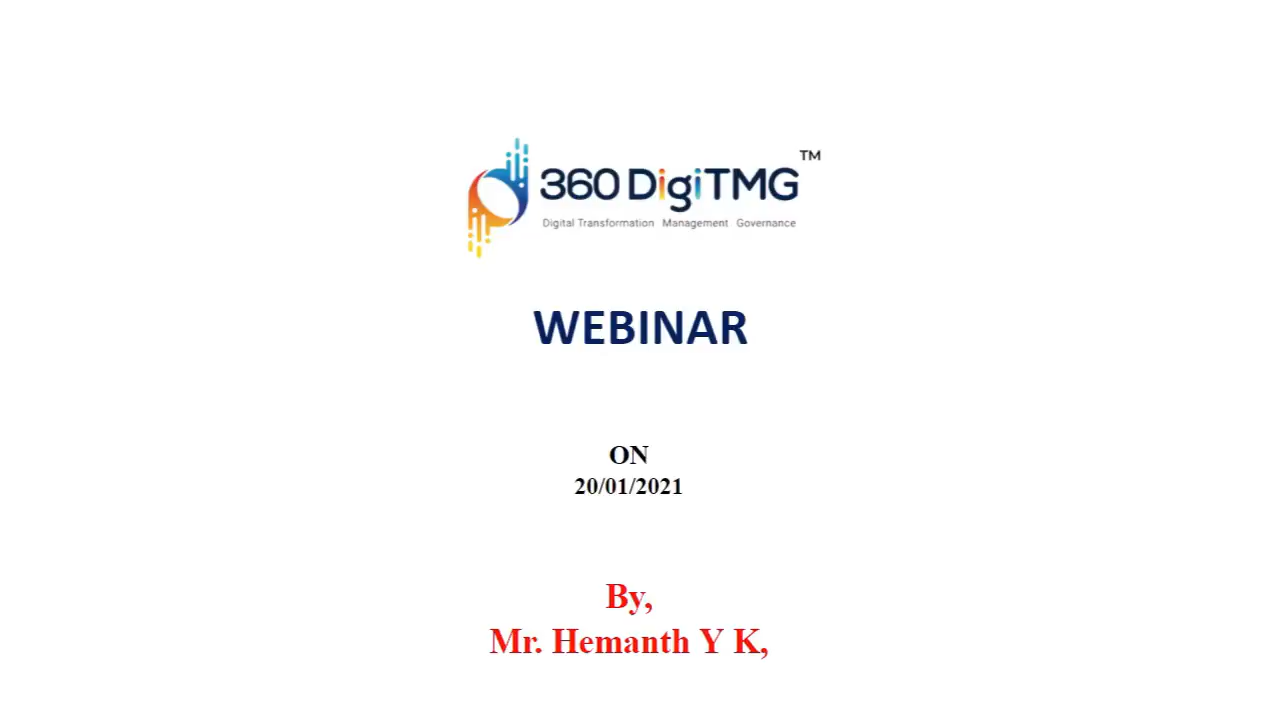 360 DigiTMG TM
Digital Transformation Management Governance
WEBINAR
ON
20/01/2021
By,
Mr. Hemanth Y K,